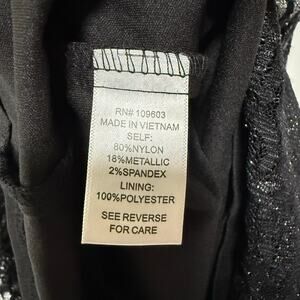 RN# 109603
MADE IN VIETNAM
SELF:
80%NYLON
18%METALLIC
2%SPANDEX
LINING:
100%POLYESTER
SEE REVERSE
FOR CARE